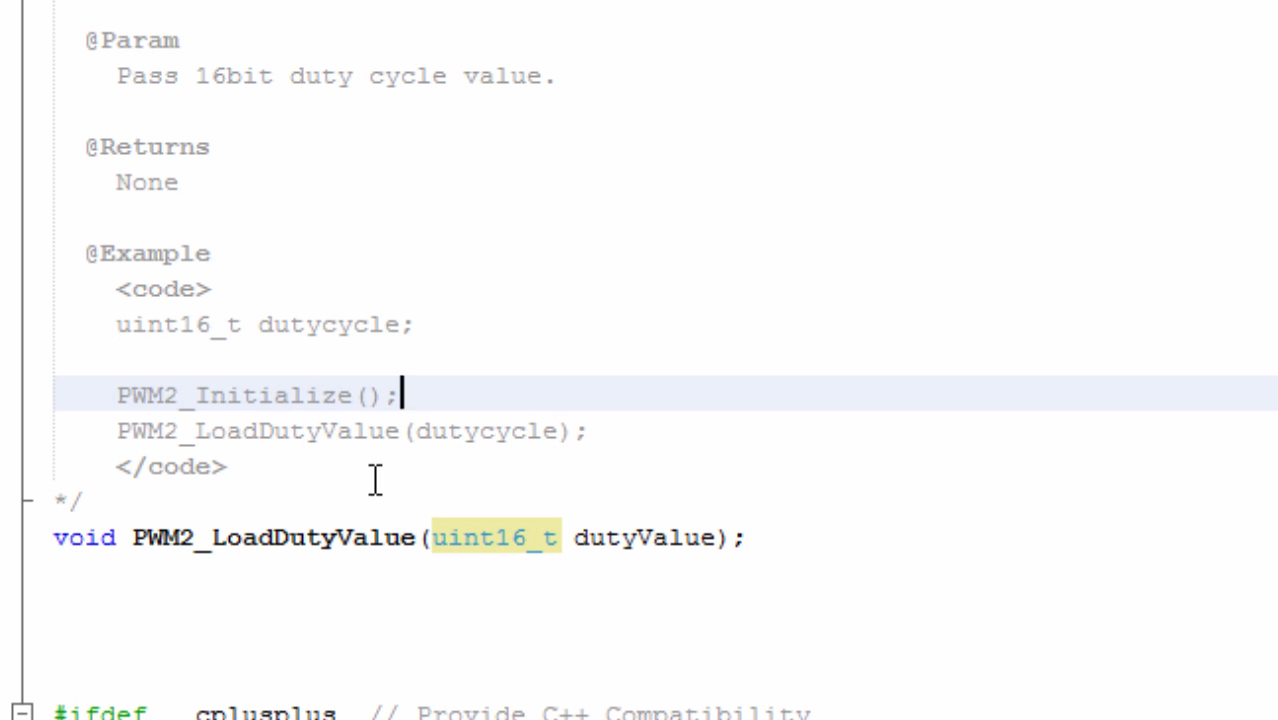 @Param
Pass 16bit duty cycle value.
@Returns
None
@Example
<code>
uint16_t dutycycle;
PWM2_Initialize();
PWM2_LoadDutyValue(dutycycle);
</code>
*/
void PWM2_LoadDutyValue(uint16_t dutyValue);
#ifdef __cplusplus // Provide C++ Compatibility